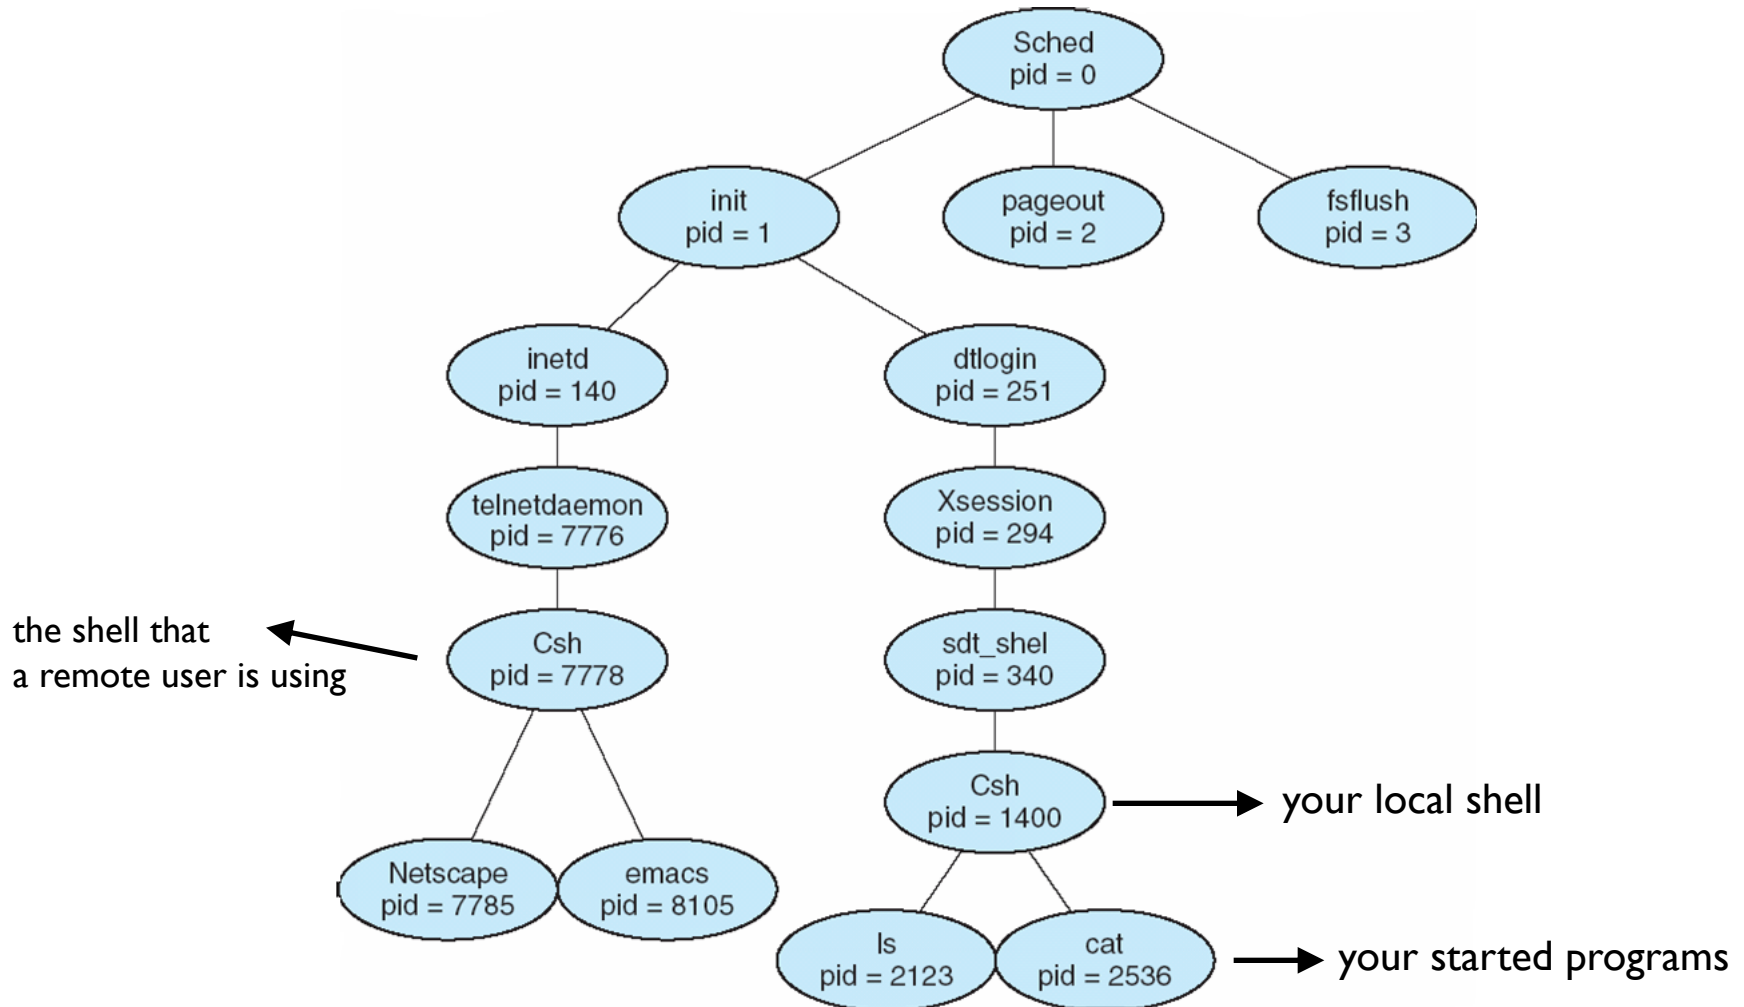 Sched
pid = 0
init
pid = 1
pageout
pid = 2
fsflush
pid = 3
inetd
pid = 140
dtlogin
pid = 251
telnetdaemon
pid = 7776
Xsession
pid = 294
the shell that
a remote user is using
Csh
pid = 7778
sdt_shel
pid = 340
Csh
pid = 1400
your local shell
Netscape
pid = 7785
emacs
pid = 8105
ls
pid = 2123
cat
pid = 2536
your started programs